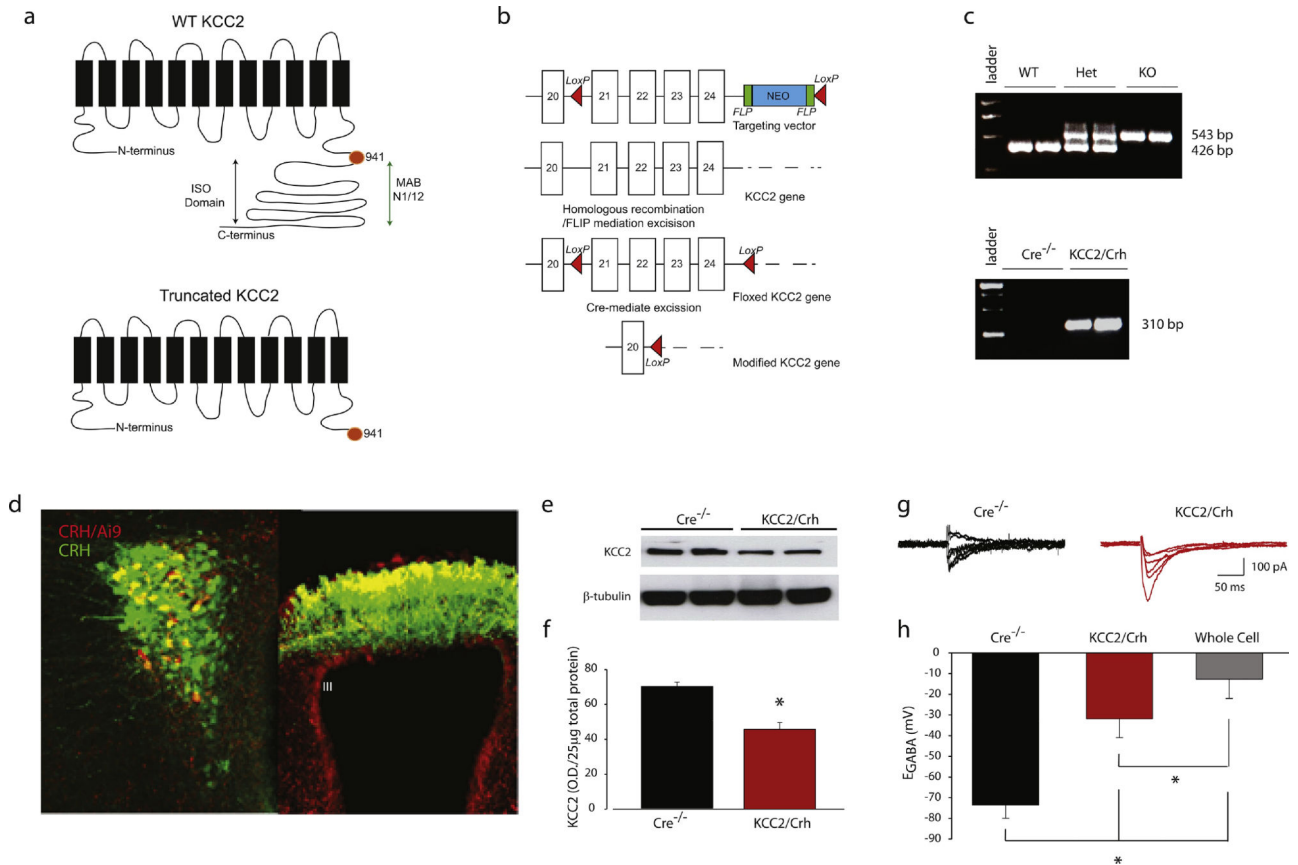 a
WT KCC2
N-terminus
941
ISO
Domain
MAB
N1/12
C-terminus
Truncated KCC2
N-terminus
941
b
20
LoxP
21
22
23
24
FLP
NEO
FLP
LoxP
Targeting vector
20
21
22
23
24
KCC2 gene
Homologous recombination
/FLIP mediation excisison
20
LoxP
21
22
23
24
LoxP
Floxed KCC2 gene
Cre-mediate excission
20
LoxP
Modified KCC2 gene
c
ladder
WT
Het
KO
543 bp
426 bp
ladder
Cre-/-
KCC2/Crh
310 bp
d
CRH/Ai9
CRH
III
e
Cre-/-
KCC2/Crh
KCC2
β-tubulin
f
KCC2 (O.D./25μg total protein)
80
60
40
20
0
*
Cre-/-
KCC2/Crh
g
Cre-/-
KCC2/Crh
100 pA
50 ms
h
Cre-/-
KCC2/Crh
Whole Cell
EGABA (mV)
0
-10
-20
-30
-40
-50
-60
-70
-80
-90
*
*